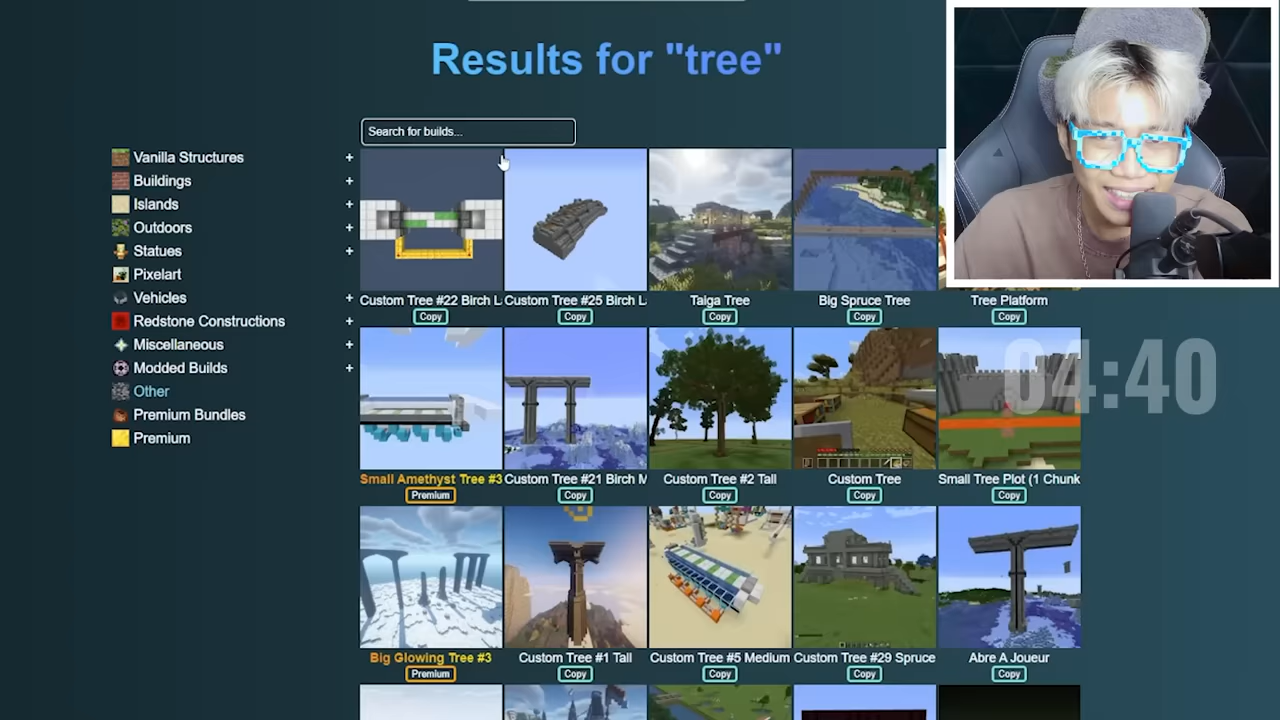 Results for "tree"
Search for builds...
Vanilla Structures +
Buildings +
Islands +
Outdoors +
Statues +
Pixelart
Vehicles +
Redstone Constructions +
Miscellaneous +
Modded Builds +
Other
Premium Bundles
Premium
Custom Tree #22 Birch L
Copy
Custom Tree #25 Birch L
Copy
Taiga Tree
Copy
Big Spruce Tree
Copy
Tree Platform
Copy
Small Amethyst Tree #3
Premium
Custom Tree #21 Birch M
Copy
Custom Tree #2 Tall
Copy
Custom Tree
Copy
Small Tree Plot (1 Chunk
Copy
04:40
Big Glowing Tree #3
Premium
Custom Tree #1 Tall
Copy
Custom Tree #5 Medium
Copy
Custom Tree #29 Spruce
Copy
Abre A Joueur
Copy